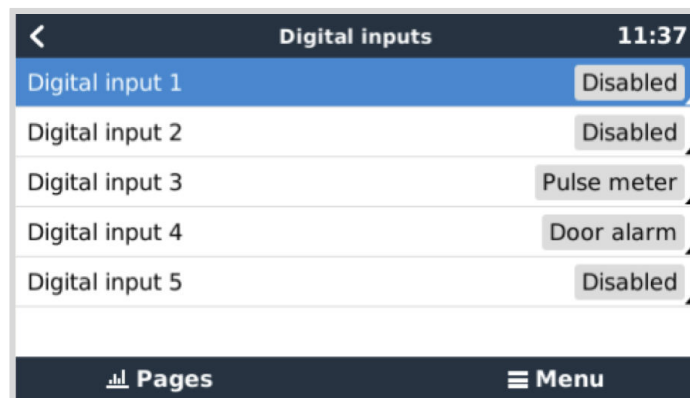 Digital inputs 11:37
Digital input 1 Disabled
Digital input 2 Disabled
Digital input 3 Pulse meter
Digital input 4 Door alarm
Digital input 5 Disabled
Pages Menu